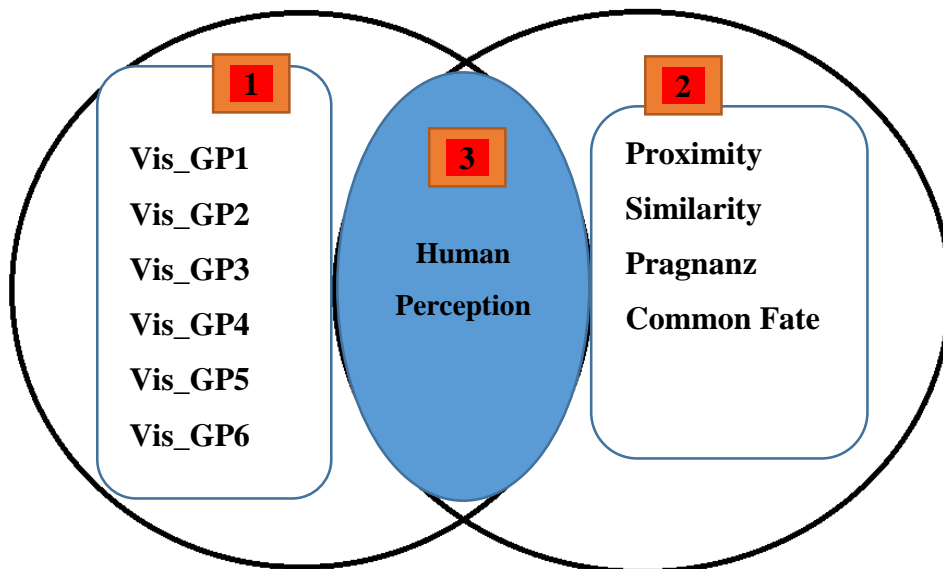 1
Vis_GP1
Vis_GP2
Vis_GP3
Vis_GP4
Vis_GP5
Vis_GP6
3
Human
Perception
2
Proximity
Similarity
Pragnanz
Common Fate